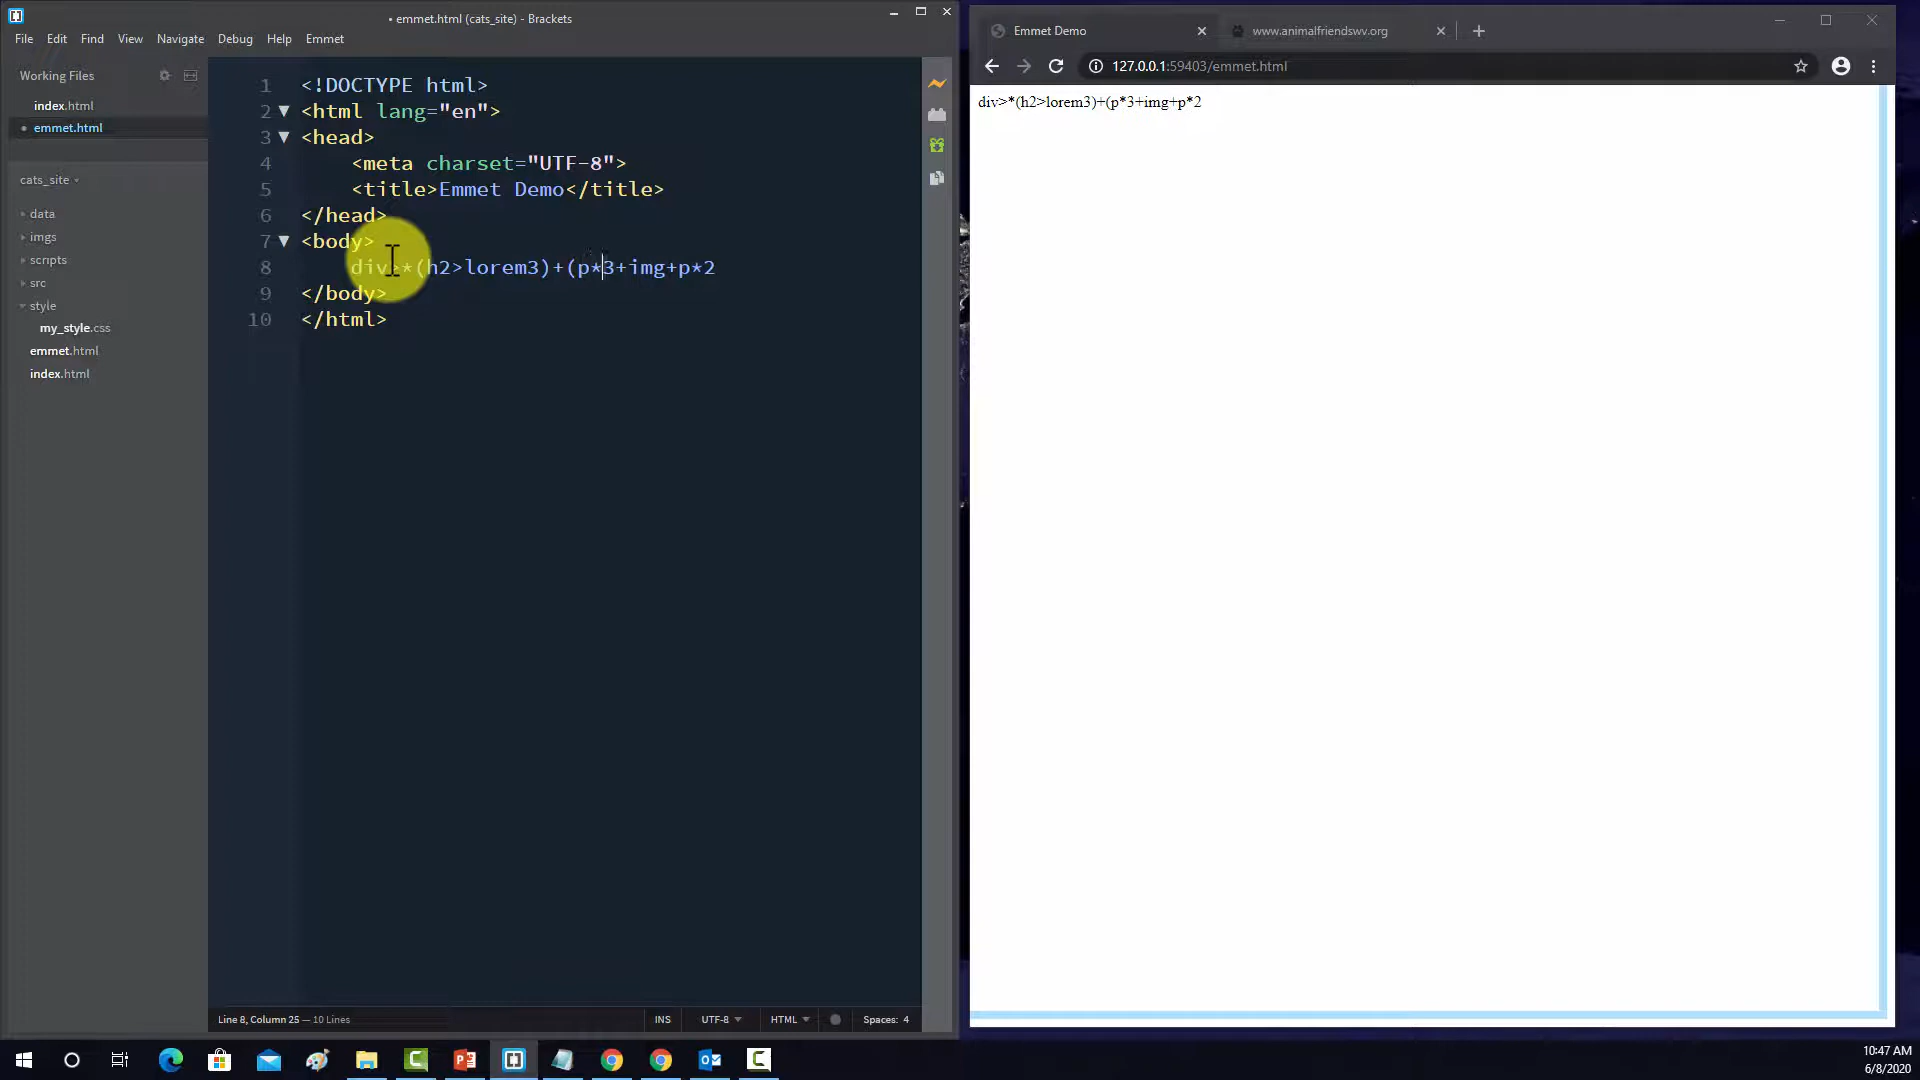 emmet.html (cats_site) - Brackets
File Edit Find View Navigate Debug Help Emmet
Working Files
index.html
emmet.html
cats_site
data
imgs
scripts
src
style
my_style.css
emmet.html
index.html
1 <!DOCTYPE html>
2 <html lang="en">
3 <head>
4 <meta charset="UTF-8">
5 <title>Emmet Demo</title>
6 </head>
7 <body>
8 div>*(h2>lorem3)+(p*3+img+p*2
9 </body>
10 </html>
Line 8, Column 25 — 10 Lines
INS UTF-8 HTML Spaces: 4
Emmet Demo
www.animalfriendswv.org
127.0.0.1:59403/emmet.html
div>*(h2>lorem3)+(p*3+img+p*2
10:47 AM
6/8/2020